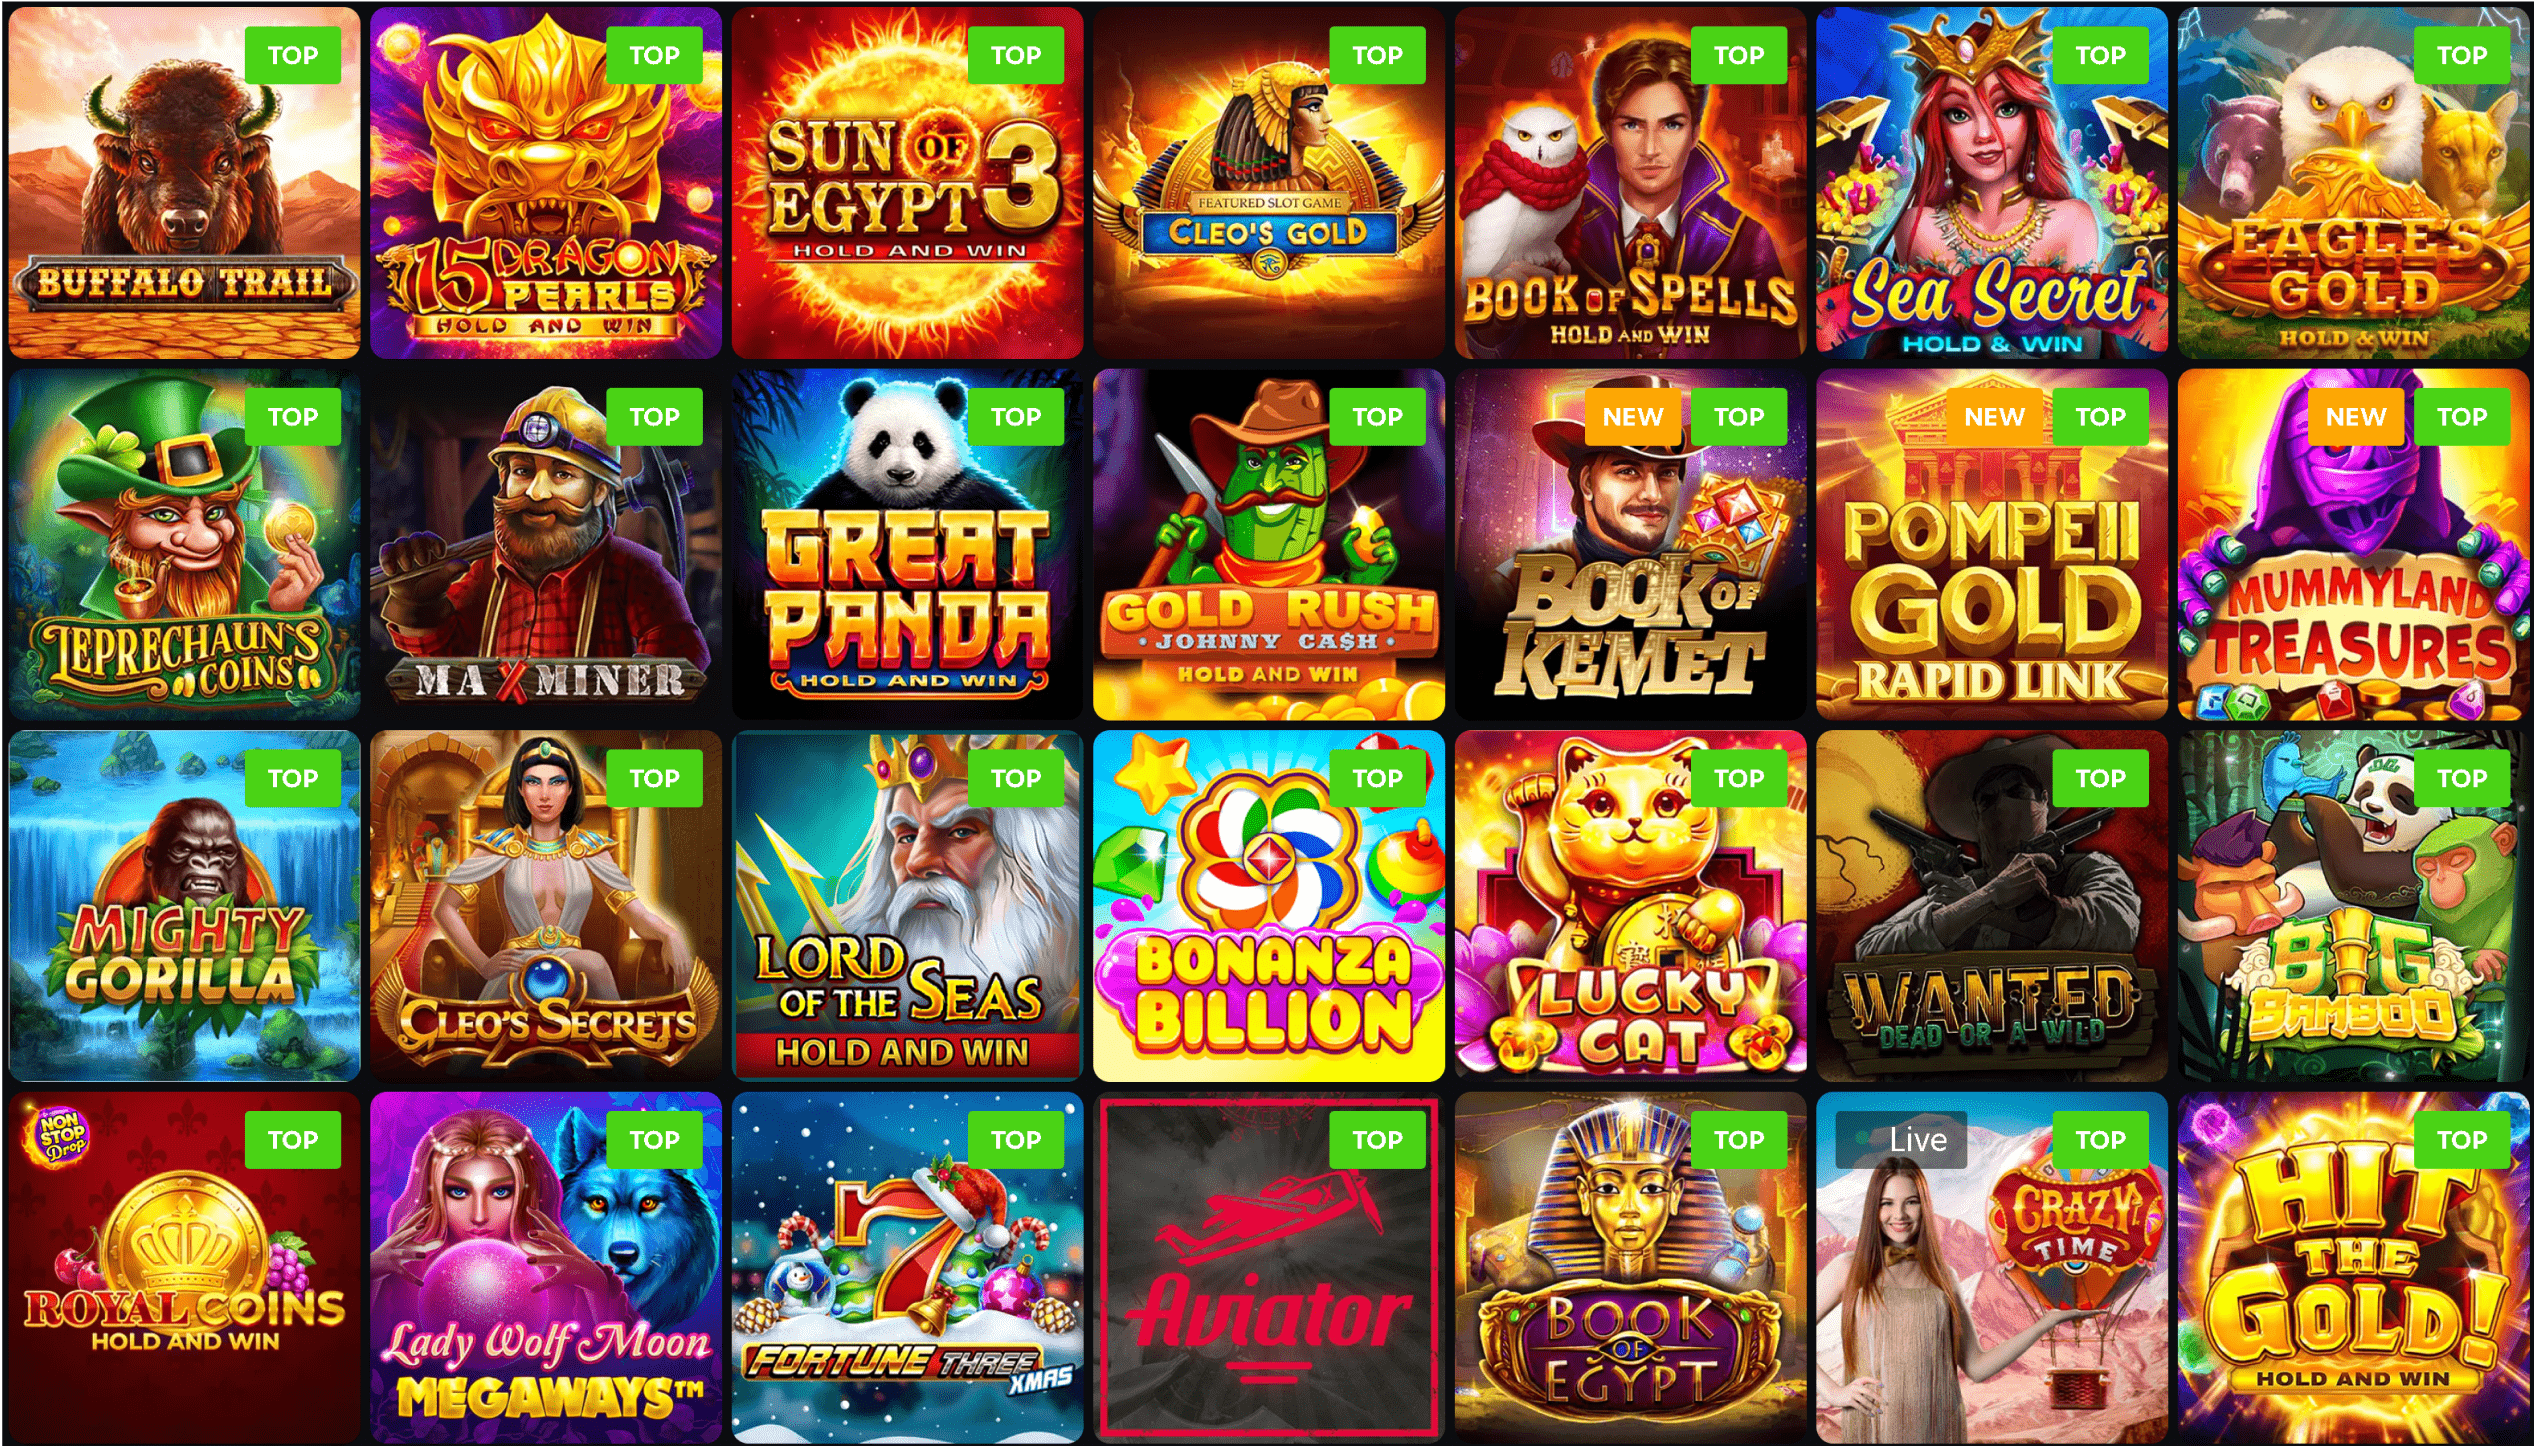 TOP
BUFFALO TRAIL
TOP
15 DRAGON
PEARLS
HOLD AND WIN
TOP
SUN OF
EGYPT 3
HOLD AND WIN
TOP
FEATURED SLOT GAME
CLEO'S GOLD
TOP
BOOK OF SPELLS
HOLD AND WIN
TOP
Sea Secret
HOLD & WIN
TOP
EAGLE'S
GOLD
HOLD & WIN
TOP
LEPRECHAUN'S
COINS
TOP
MAX MINER
TOP
GREAT
PANDA
HOLD AND WIN
TOP
GOLD RUSH
• JOHNNY CA$H •
HOLD AND WIN
NEW TOP
BOOK OF
KEMET
NEW TOP
POMPEII
GOLD
RAPID LINK
NEW TOP
MUMMYLAND
TREASURES
TOP
MIGHTY
GORILLA
TOP
CLEO'S SECRETS
TOP
LORD
OF THE SEAS
HOLD AND WIN
TOP
BONANZA
BILLION
TOP
LUCKY
CAT
TOP
WANTED
DEAD OR A WILD
TOP
BIG
BAMBOO
NON
STOP
Drop
TOP
ROYAL COINS
HOLD AND WIN
TOP
Lady Wolf Moon
MEGAWAYS™
TOP
7
FORTUNE THREE
XMAS
TOP
Aviator
TOP
BOOK
OF
EGYPT
Live TOP
CRAZY
TIME
TOP
HIT
THE
GOLD!
HOLD AND WIN